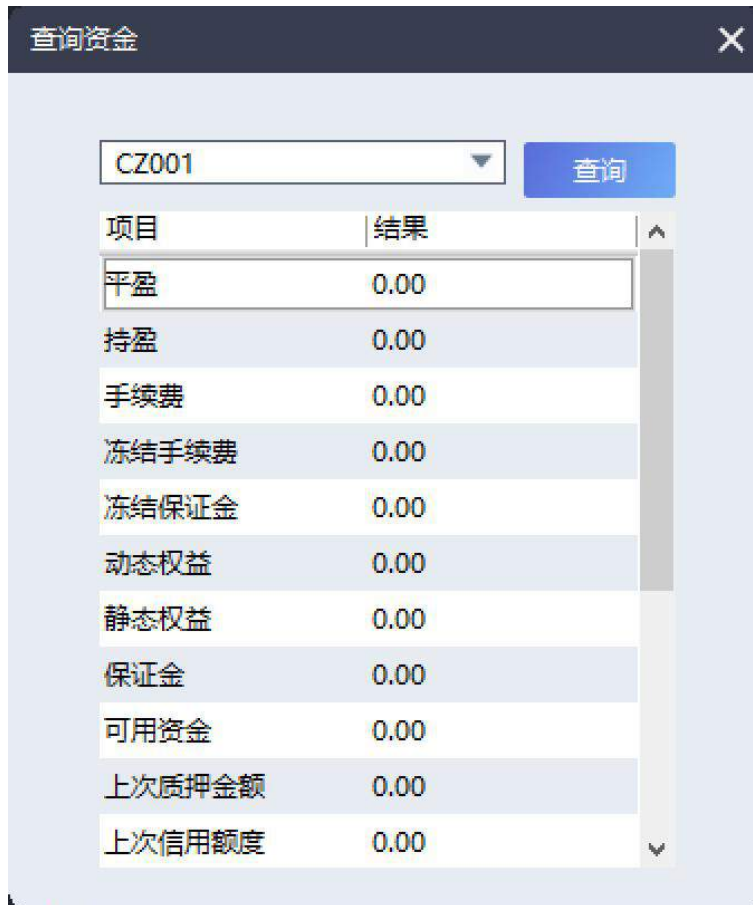 查询资金
CZ001 查询
项目 结果
平盈 0.00
持盈 0.00
手续费 0.00
冻结手续费 0.00
冻结保证金 0.00
动态权益 0.00
静态权益 0.00
保证金 0.00
可用资金 0.00
上次质押金额 0.00
上次信用额度 0.00